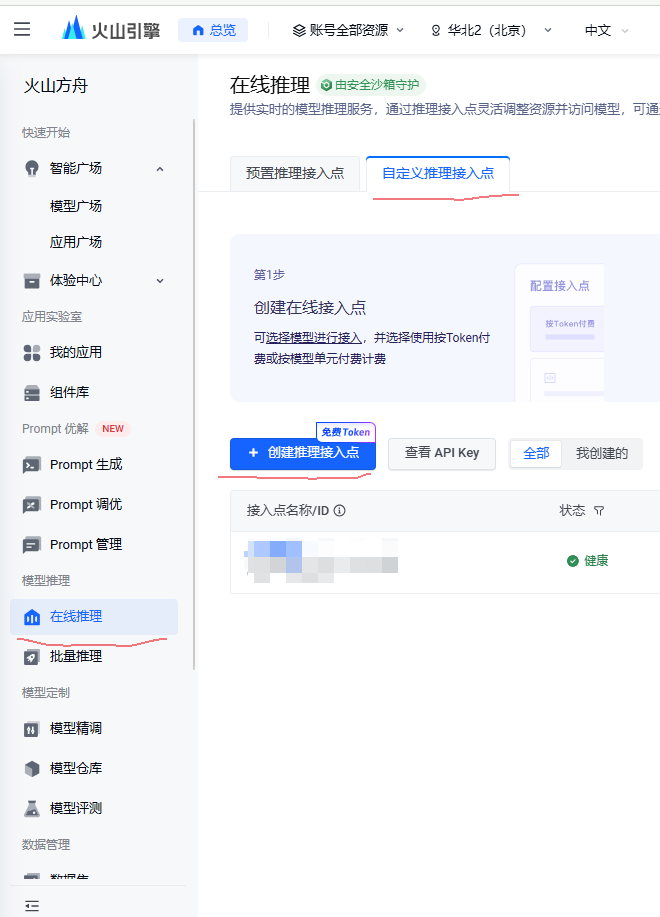 火山引擎
总览
账号全部资源
华北2（北京）
中文
火山方舟
快速开始
智能广场
模型广场
应用广场
体验中心
应用实验室
我的应用
组件库
Prompt 优解 NEW
Prompt 生成
Prompt 调优
Prompt 管理
模型推理
在线推理
批量推理
模型定制
模型精调
模型仓库
模型评测
数据管理
数据集
在线推理 由安全沙箱守护
提供实时的模型推理服务，通过推理接入点灵活调整资源并访问模型，可通
预置推理接入点
自定义推理接入点
第1步
创建在线接入点
可选择模型进行接入，并选择使用按Token付
费或按模型单元付费计费
配置接入点
按Token付费
免费Token
+ 创建推理接入点
查看 API Key
全部
我创建的
接入点名称/ID
状态
健康